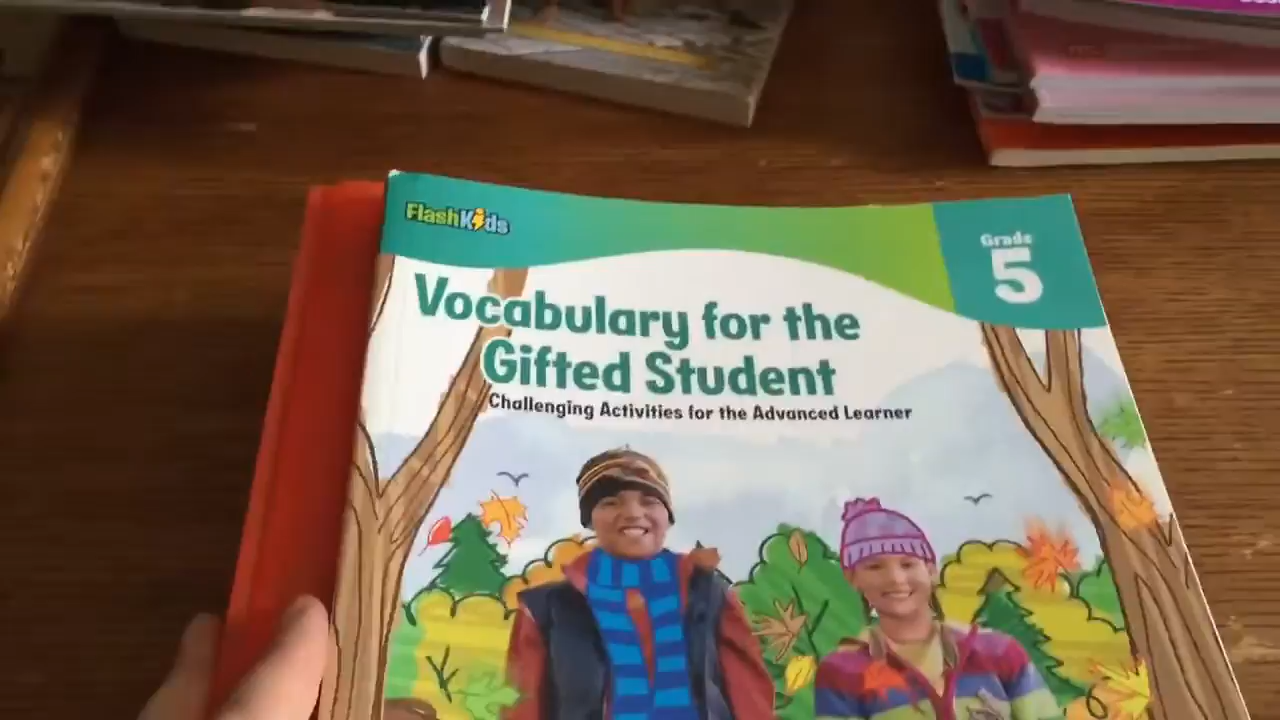 FlashKids
Grade
5
Vocabulary for the
Gifted Student
Challenging Activities for the Advanced Learner